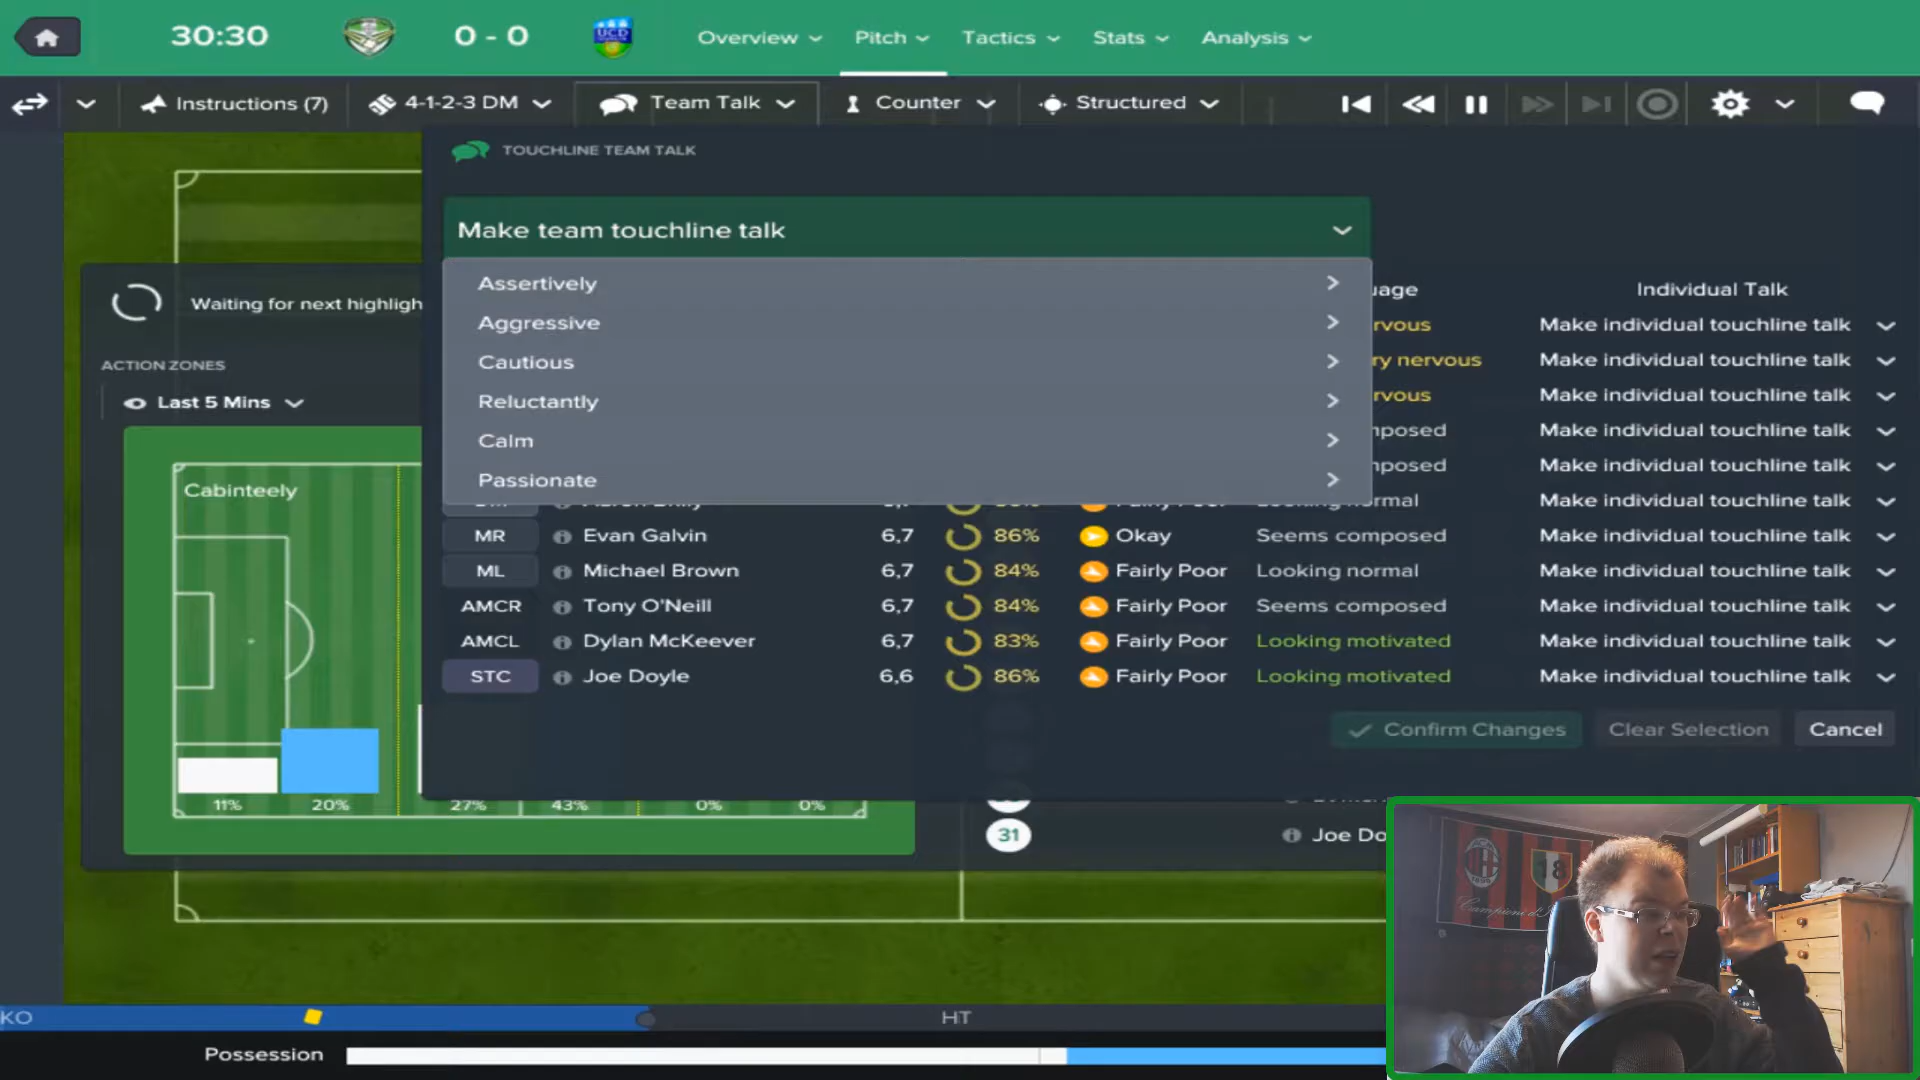 30:30
0 - 0
UCD
Overview
Pitch
Tactics
Stats
Analysis
Instructions (7)
4-1-2-3 DM
Team Talk
Counter
Structured
TOUCHLINE TEAM TALK
Make team touchline talk
Assertively
Aggressive
Cautious
Reluctantly
Calm
Passionate
Individual Talk
Make individual touchline talk
ry nervous Make individual touchline talk
Make individual touchline talk
Make individual touchline talk
Make individual touchline talk
Make individual touchline talk
MR Evan Galvin 6,7 86% Okay Seems composed Make individual touchline talk
ML Michael Brown 6,7 84% Fairly Poor Looking normal Make individual touchline talk
AMCR Tony O'Neill 6,7 84% Fairly Poor Seems composed Make individual touchline talk
AMCL Dylan McKeever 6,7 83% Fairly Poor Looking motivated Make individual touchline talk
STC Joe Doyle 6,6 86% Fairly Poor Looking motivated Make individual touchline talk
Confirm Changes
Clear Selection
Cancel
Waiting for next highligh
ACTION ZONES
Last 5 Mins
Cabinteely
11% 20% 27% 43% 0% 0%
31 Joe Do
KO
HT
Possession
18